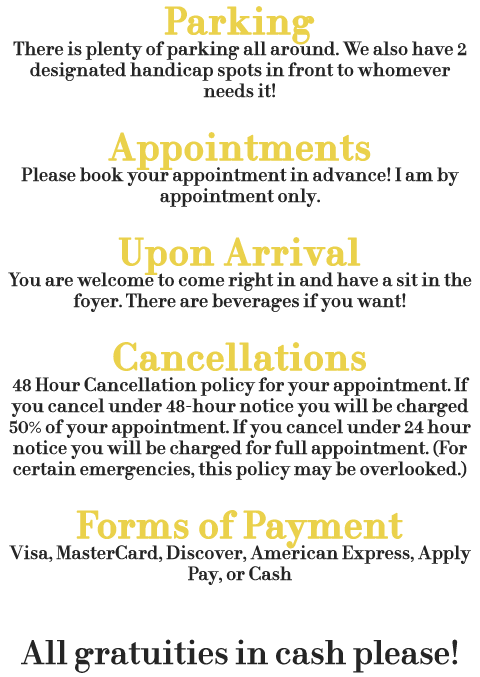 Parking
There is plenty of parking all around. We also have 2
designated handicap spots in front to whomever
needs it!
Appointments
Please book your appointment in advance! I am by
appointment only.
Upon Arrival
You are welcome to come right in and have a sit in the
foyer. There are beverages if you want!
Cancellations
48 Hour Cancellation policy for your appointment. If
you cancel under 48-hour notice you will be charged
50% of your appointment. If you cancel under 24 hour
notice you will be charged for full appointment. (For
certain emergencies, this policy may be overlooked.)
Forms of Payment
Visa, MasterCard, Discover, American Express, Apply
Pay, or Cash
All gratuities in cash please!